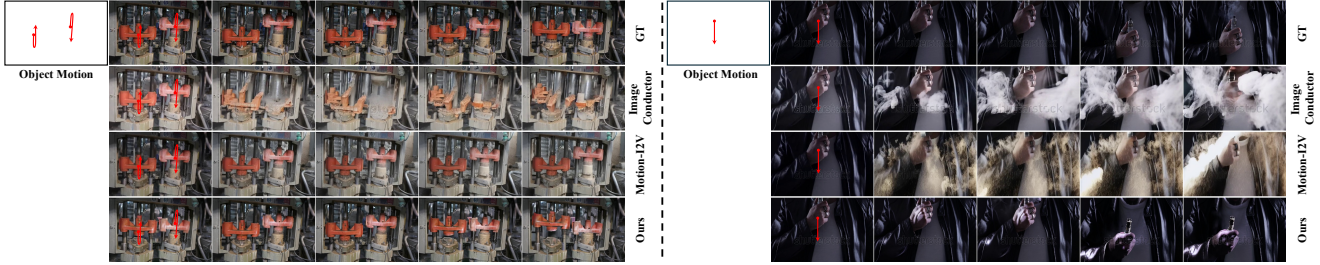 Object Motion
GT
Image
Conductor
Motion-I2V
Ours
Object Motion
GT
Image
Conductor
Motion-I2V
Ours